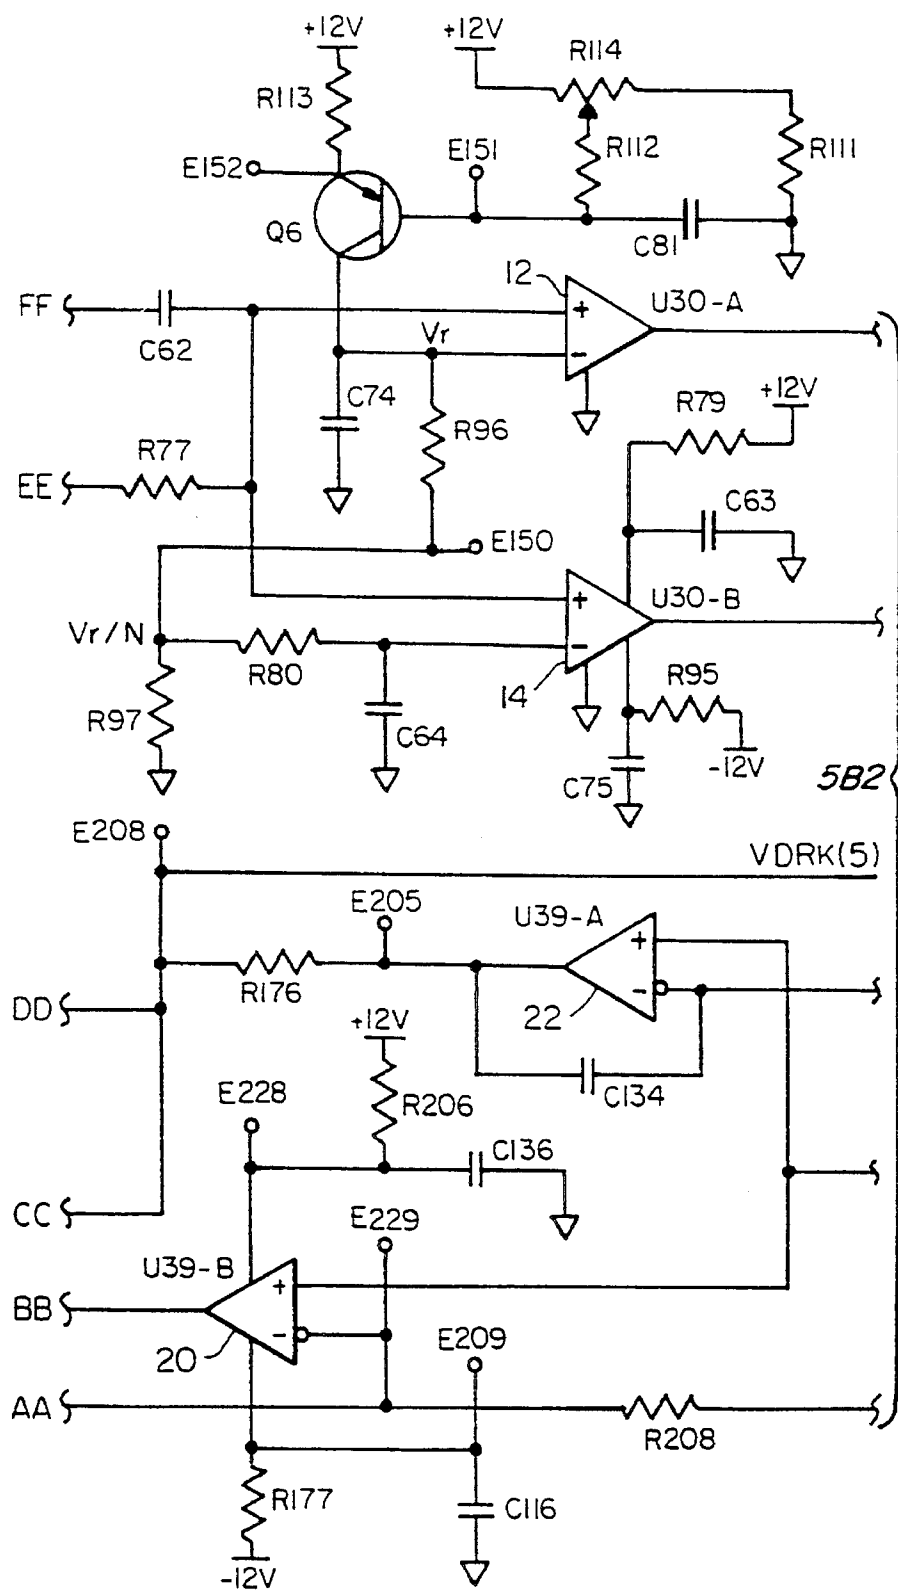 +12V +12V R114
R113 R112 R111
E152 E151
Q6 C81
12 U30-A
FF + Vr -
C62
C74 R79 +12V
R77 R96
EE C63
E150
+ U30-B
Vr/N -
R80 14 R95
R97 C64 C75 -12V
5B2
E208
VDRK(5)
E205 U39-A
+
R176 -
DD 22
+12V
E228 R206 C134
C136
CC E229
U39-B
+
BB -
20 E209
AA
R208
R177 C116
-12V